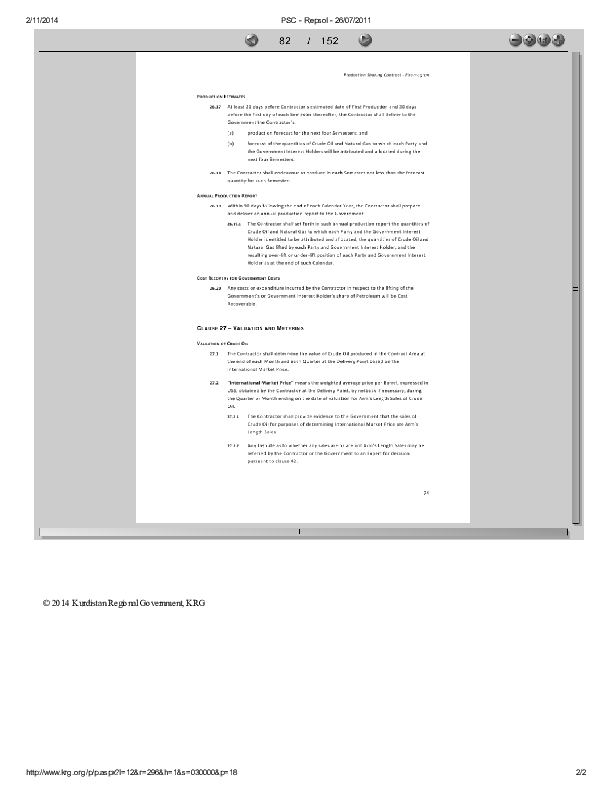 2/11/2014
PSC - Repsol - 26/07/2011
82 / 152
Production Sharing Contract - Piramagrun
PRODUCTION ESTIMATES
26.17 At least 30 days before Contractor's estimated date of First Production and 30 days
before the first day of each Semester thereafter, the Contractor shall deliver to the
Government the Contractor's:
(a) production forecast for the next four Semesters; and
(b) forecast of the quantities of Crude Oil and Natural Gas to which each Party and
the Government Interest Holders will be attributed and allocated during the
next four Semesters.
26.18 The Contractor shall endeavour to produce in each Semester not less than the forecast
quantity for such Semester.
ANNUAL PRODUCTION REPORT
26.19 Within 90 days following the end of each Calendar Year, the Contractor shall prepare
and deliver an annual production report to the Government.
26.19.1 The Contractor shall set forth in such annual production report the quantities of
Crude Oil and Natural Gas to which each Party and the Government Interest
Holder is entitled to be attributed and allocated, the quantities of Crude Oil and
Natural Gas lifted by each Party and Government Interest Holder, and the
resulting over-lift or under-lift position of each Party and Government Interest
Holder as at the end of such Calendar.
COST RECOVERY FOR GOVERNMENT COSTS
26.20 Any costs or expenditure incurred by the Contractor in respect to the lifting of the
Government's or Government Interest Holder's share of Petroleum will be Cost
Recoverable.
CLAUSE 27 – VALUATION AND METERING
VALUATION OF CRUDE OIL
27.1 The Contractor shall determine the value of Crude Oil produced in the Contract Area at
the end of each Month and each Quarter at the Delivery Point based on the
International Market Price.
27.2 "International Market Price" means the weighted average price per Barrel, expressed in
US$, obtained by the Contractor at the Delivery Point, by netback if necessary, during
the Quarter or Month ending on the date of valuation for Arm's Length Sales of Crude
Oil.
27.2.1 The Contractor shall provide evidence to the Government that the sales of
Crude Oil for purposes of determining International Market Price are Arm's
Length Sales.
27.2.2 Any Dispute as to whether any sales are or are not Arm's Length Sales may be
referred by the Contractor or the Government to an Expert for decision
pursuant to clause 42.
© 2014 Kurdistan Regional Government, KRG
http://www.krg.org/p/p.aspx?l=12&r=296&h=1&s=030000&p=18
2/2